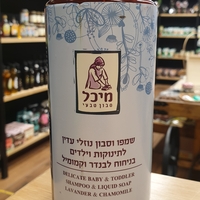 מיכל
סבון טבעי
שמפו וסבון נוזלי עדין
לתינוקות וילדים
בניחוח לבנדר וקמומיל
DELICATE BABY & TODDLER
SHAMPOO & LIQUID SOAP
LAVANDER & CHAMOMILE